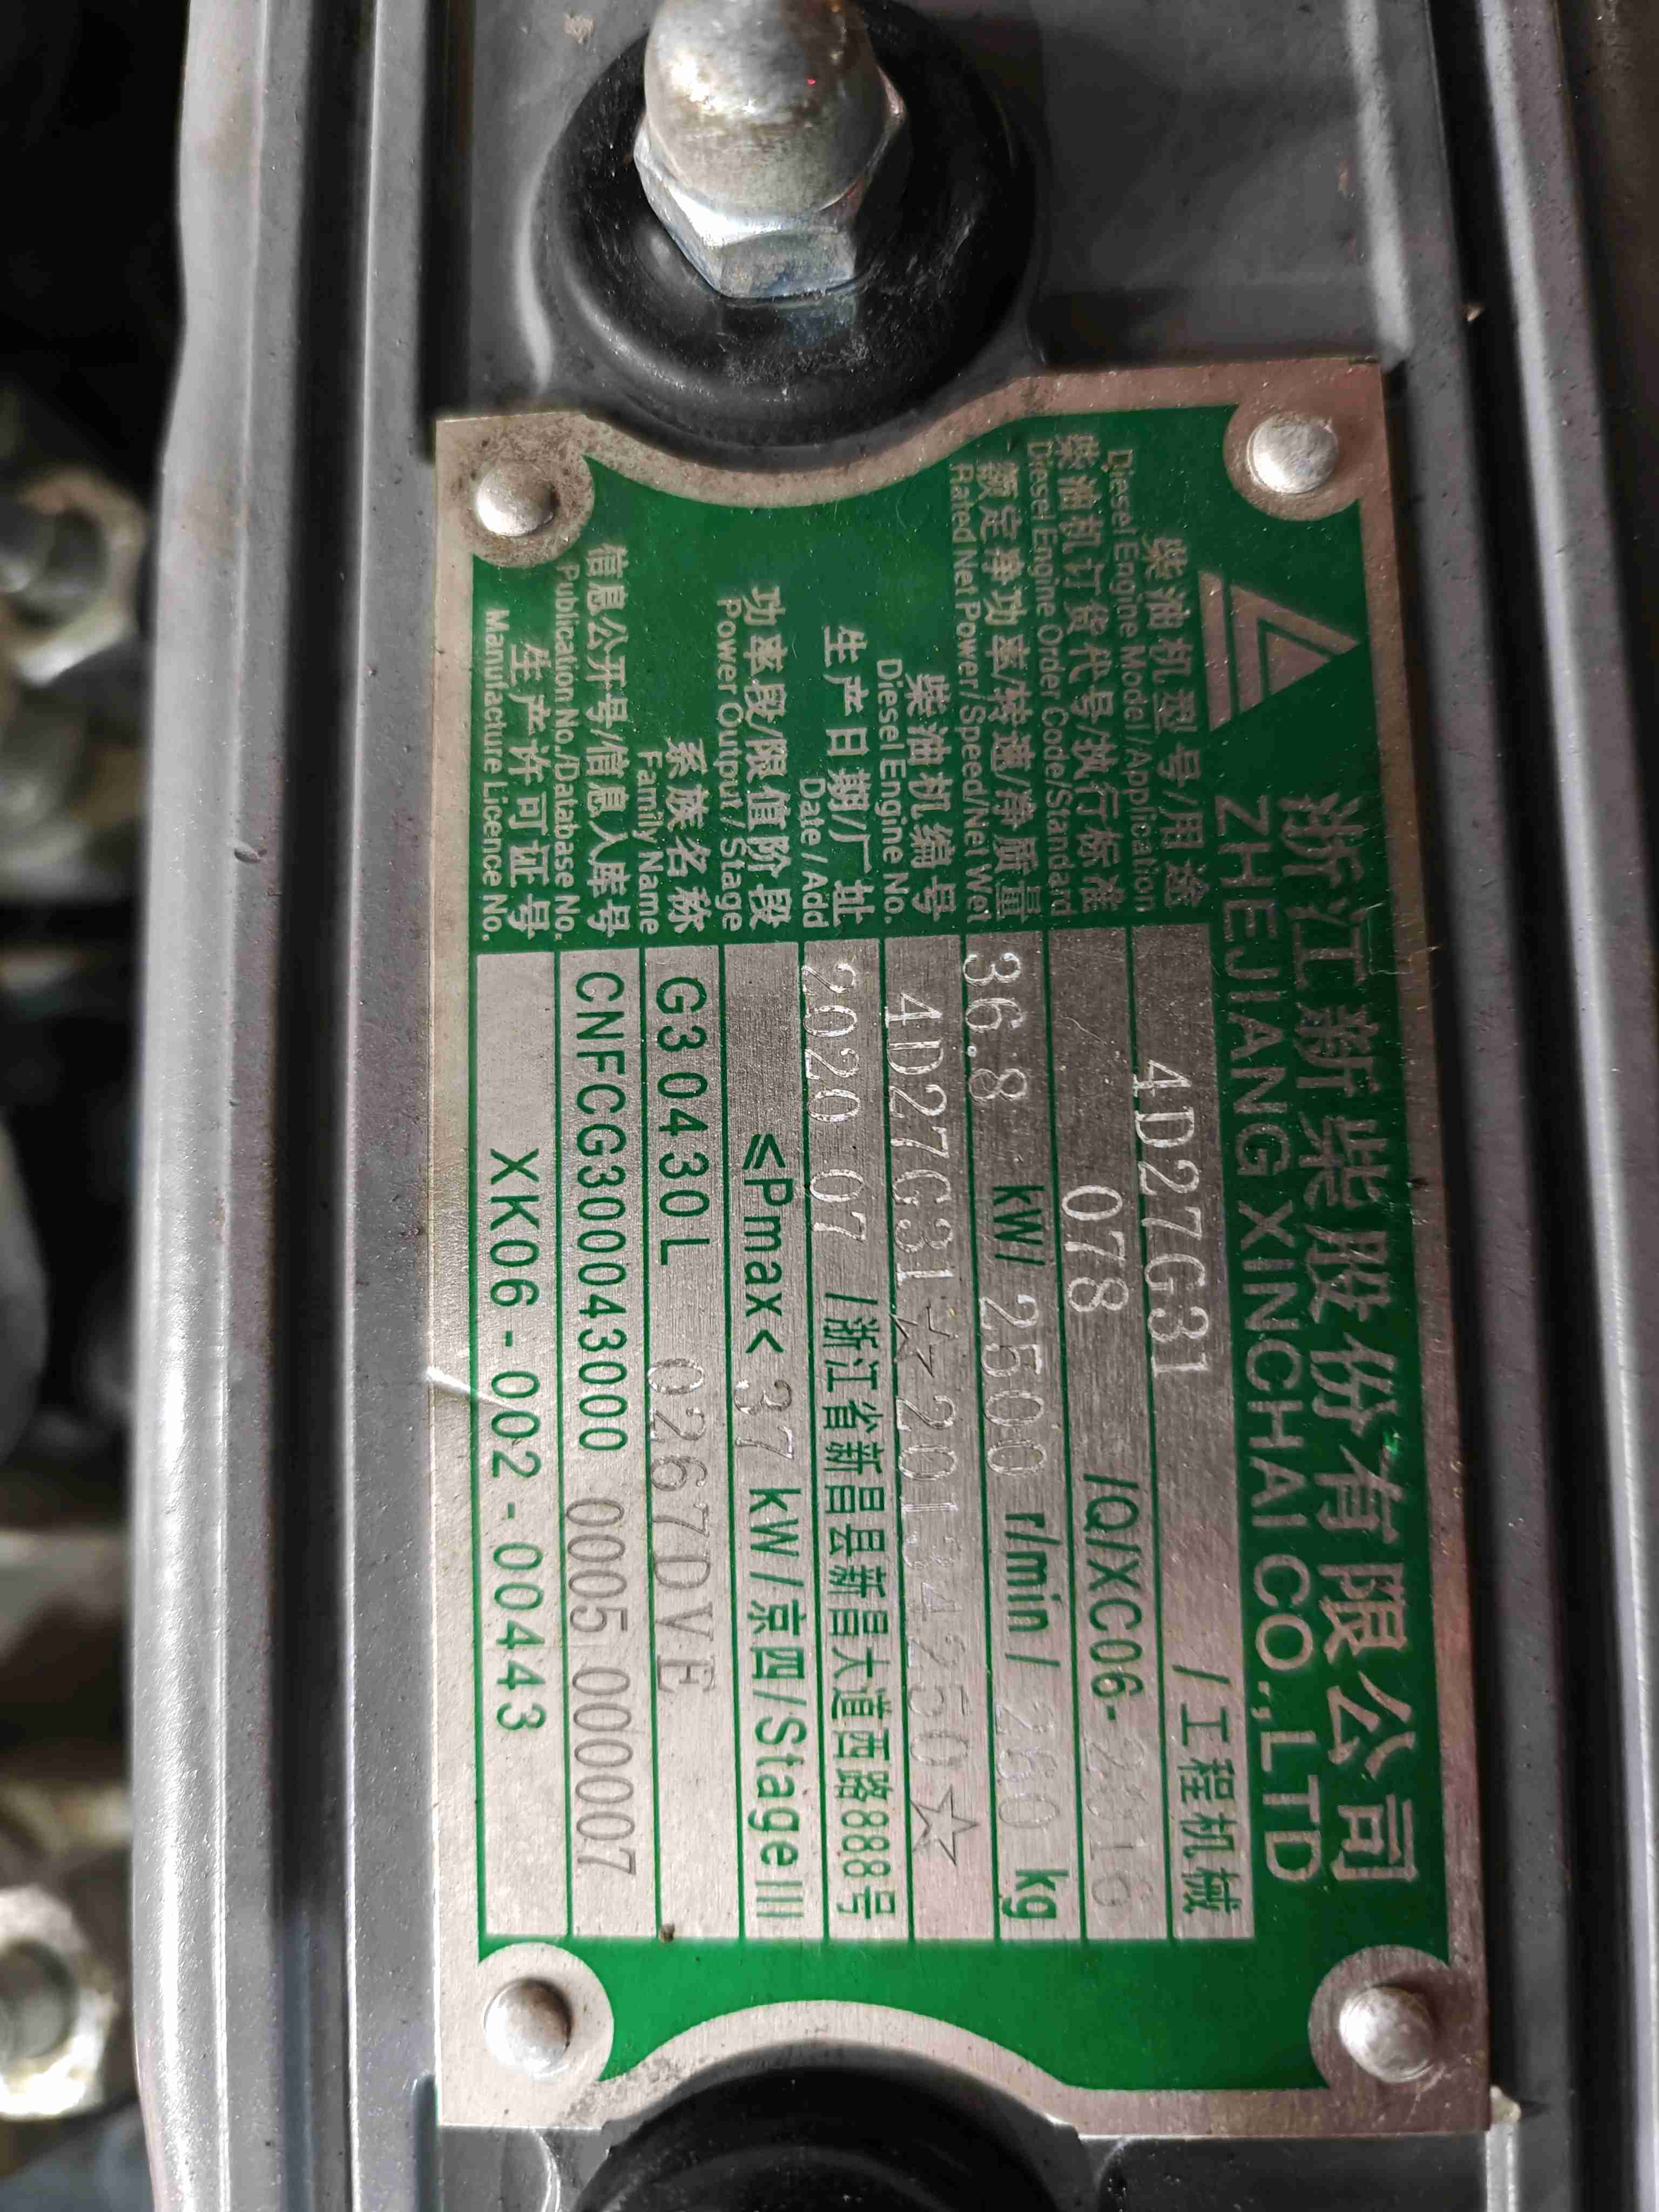 浙江新柴股份有限公司
ZHEJIANG XINCHAI CO.,LTD
柴油机型号/用途 4D27G31 /工程机械
Diesel Engine Model/Application
柴油机订货代号/执行标准 078 /Q/XC06-2316
Diesel Engine Order Code/Standard
额定净功率/转速/净质量 36.8 kW/ 2500 r/min/ 260 kg
Rated Net Power/Speed/Net Wet
柴油机编号 4D27G31☆20134250☆
Diesel Engine No.
生产日期/厂址 2020 07 /浙江省新昌县新昌大道西路888号
Date/Add
功率段/限值阶段 ≤Pmax< 37 kW/京四/Stage III
Power Output/Stage
系族名称 G30430L 0267DVE
Family Name
信息公开号/信息入库号 CNFCG300043000 0005 000007
Publication No./Database No.
生产许可证号 XK06-002-00443
Manufacture Licence No.